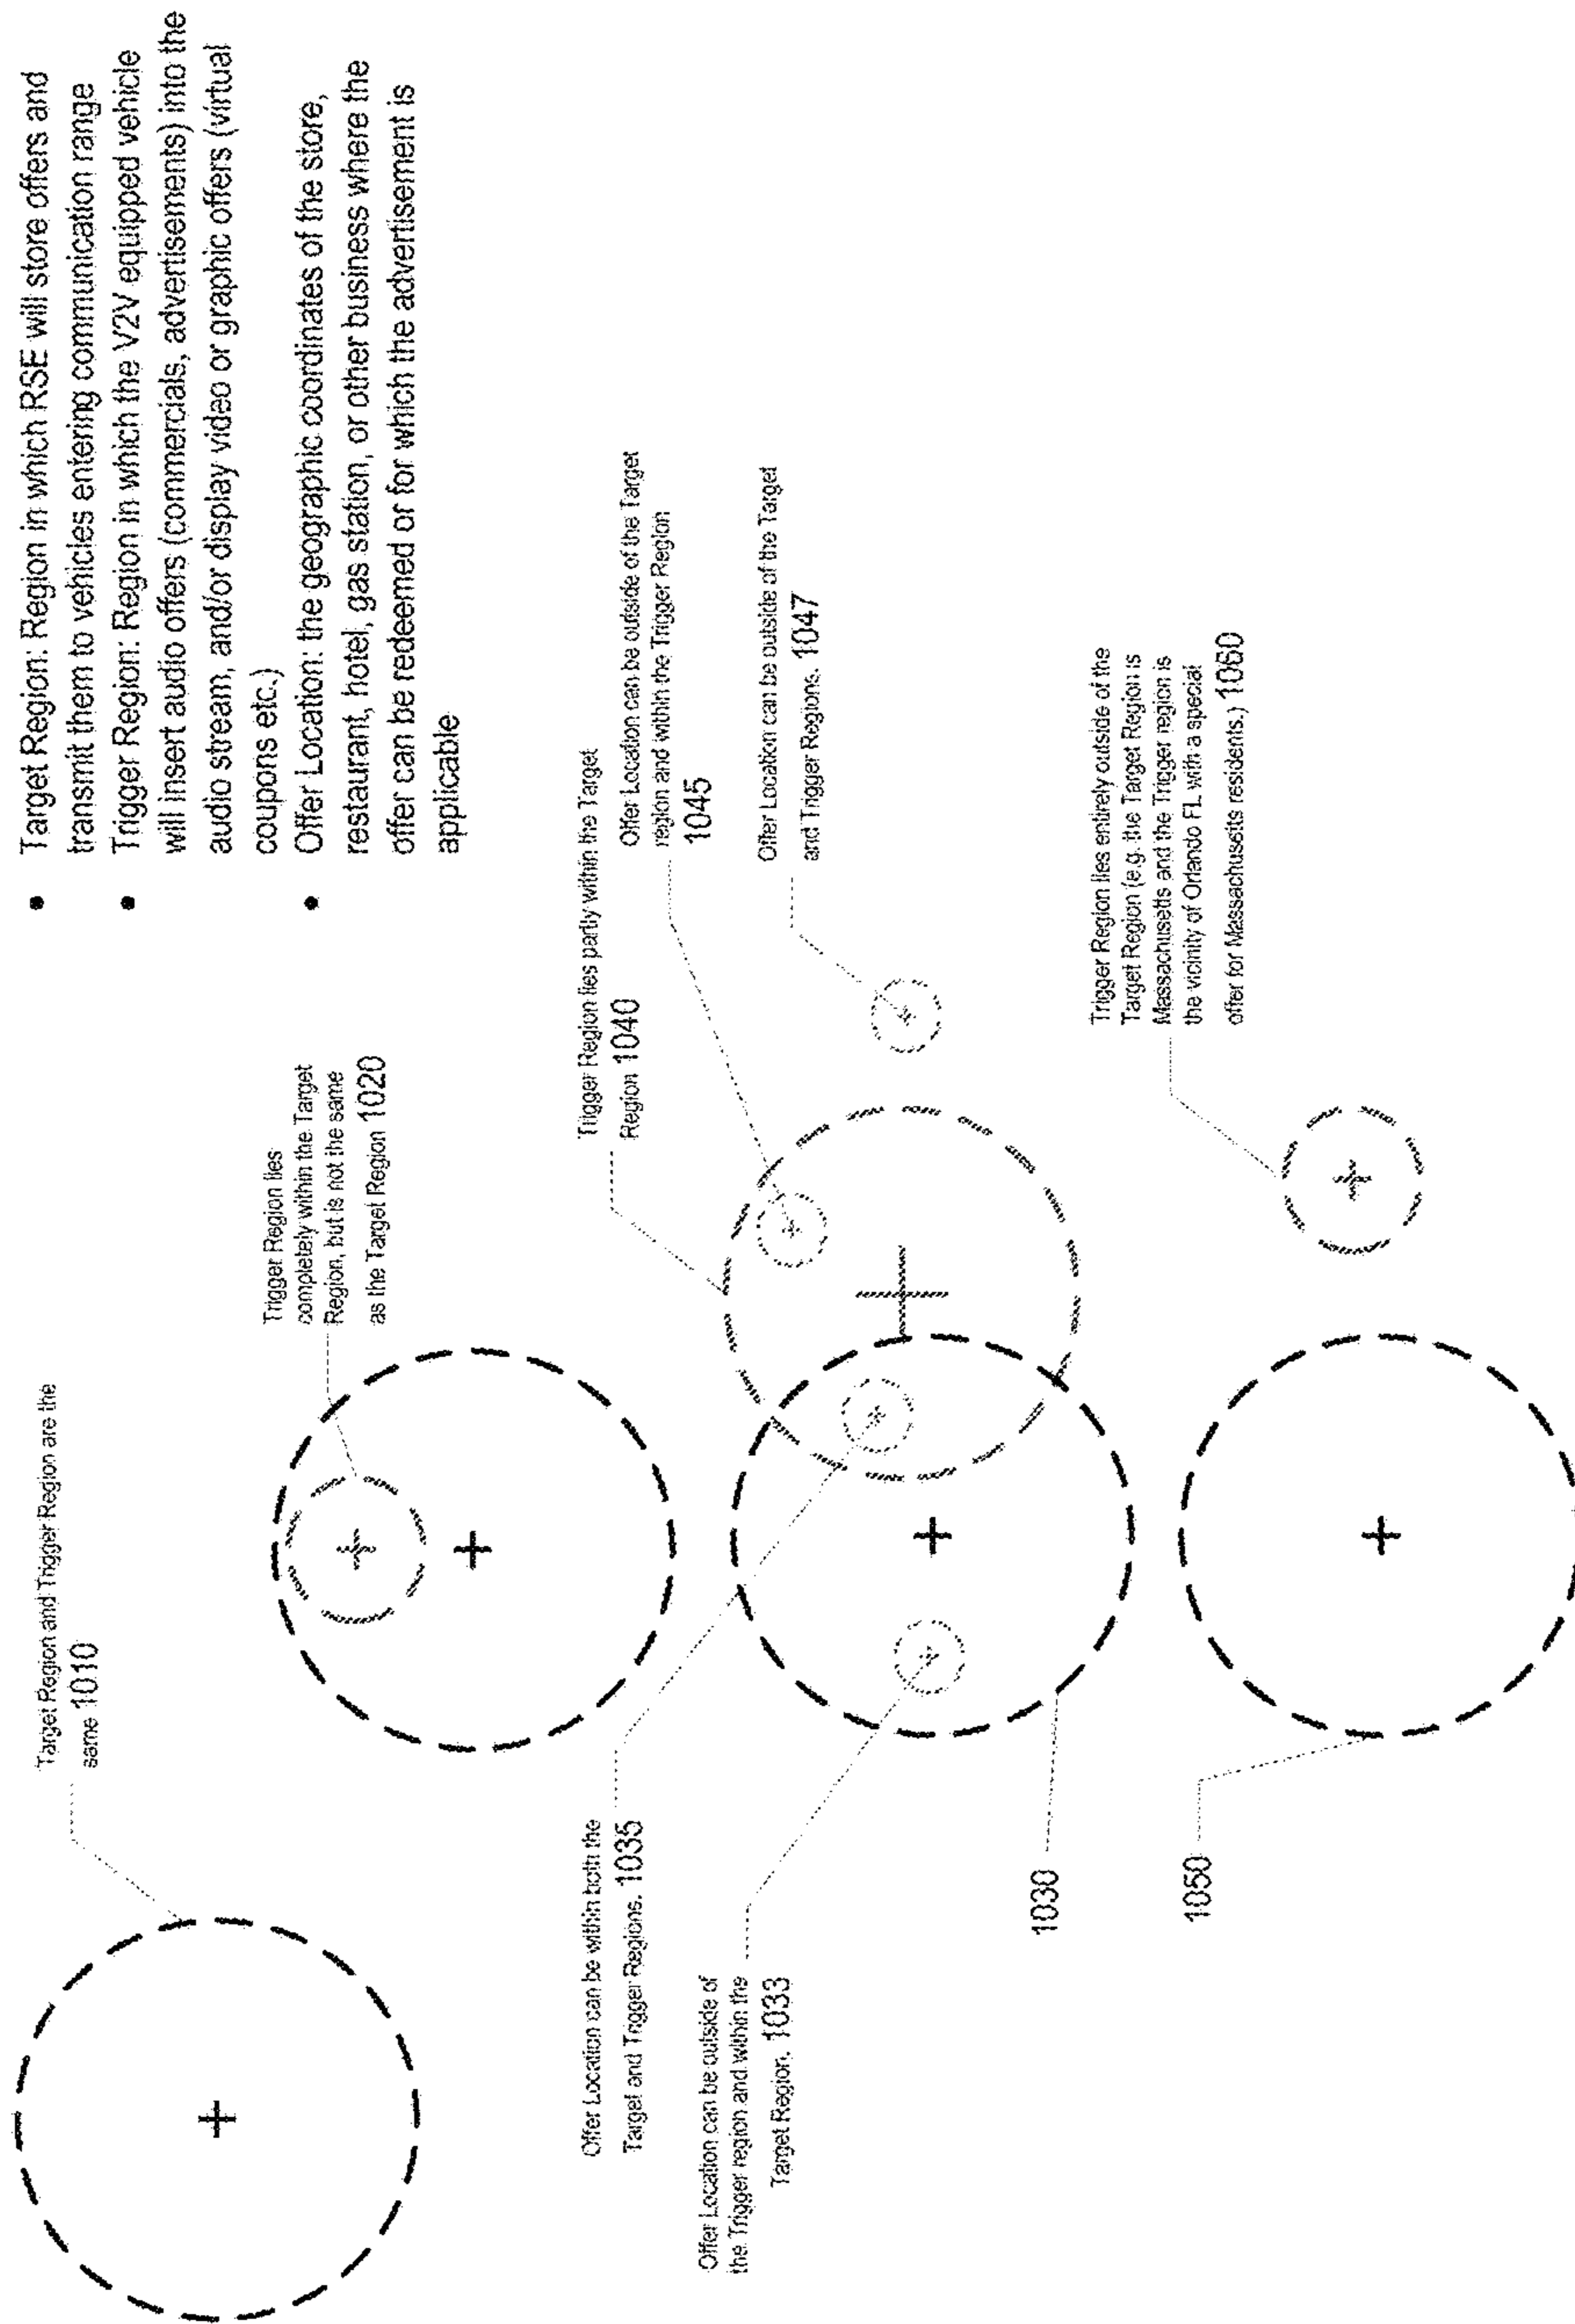 • Target Region: Region in which RSE will store offers and
transmit them to vehicles entering communication range
• Trigger Region: Region in which the V2V equipped vehicle
will insert audio offers (commercials, advertisements) into the
audio stream, and/or display video or graphic offers (virtual
coupons etc.)
• Offer Location: the geographic coordinates of the store,
restaurant, hotel, gas station, or other business where the
offer can be redeemed or for which the advertisement is
applicable
Target Region and Trigger Region are the
same 1010
Trigger Region lies
completely within the Target
Region, but is not the same
as the Target Region 1020
Trigger Region lies partly within the Target
Region 1040
Offer Location can be outside of the Target
region and within the Trigger Region
1045
Offer Location can be outside of the Target
and Trigger Regions. 1047
Offer Location can be within both the
Target and Trigger Regions. 1035
Offer Location can be outside of
the Trigger region and within the
Target Region. 1033
1030
1050
Trigger Region lies entirely outside of the
Target Region (e.g. the Target Region is
Massachusetts and the Trigger region is
the vicinity of Orlando FL with a special
offer for Massachusetts residents.) 1060